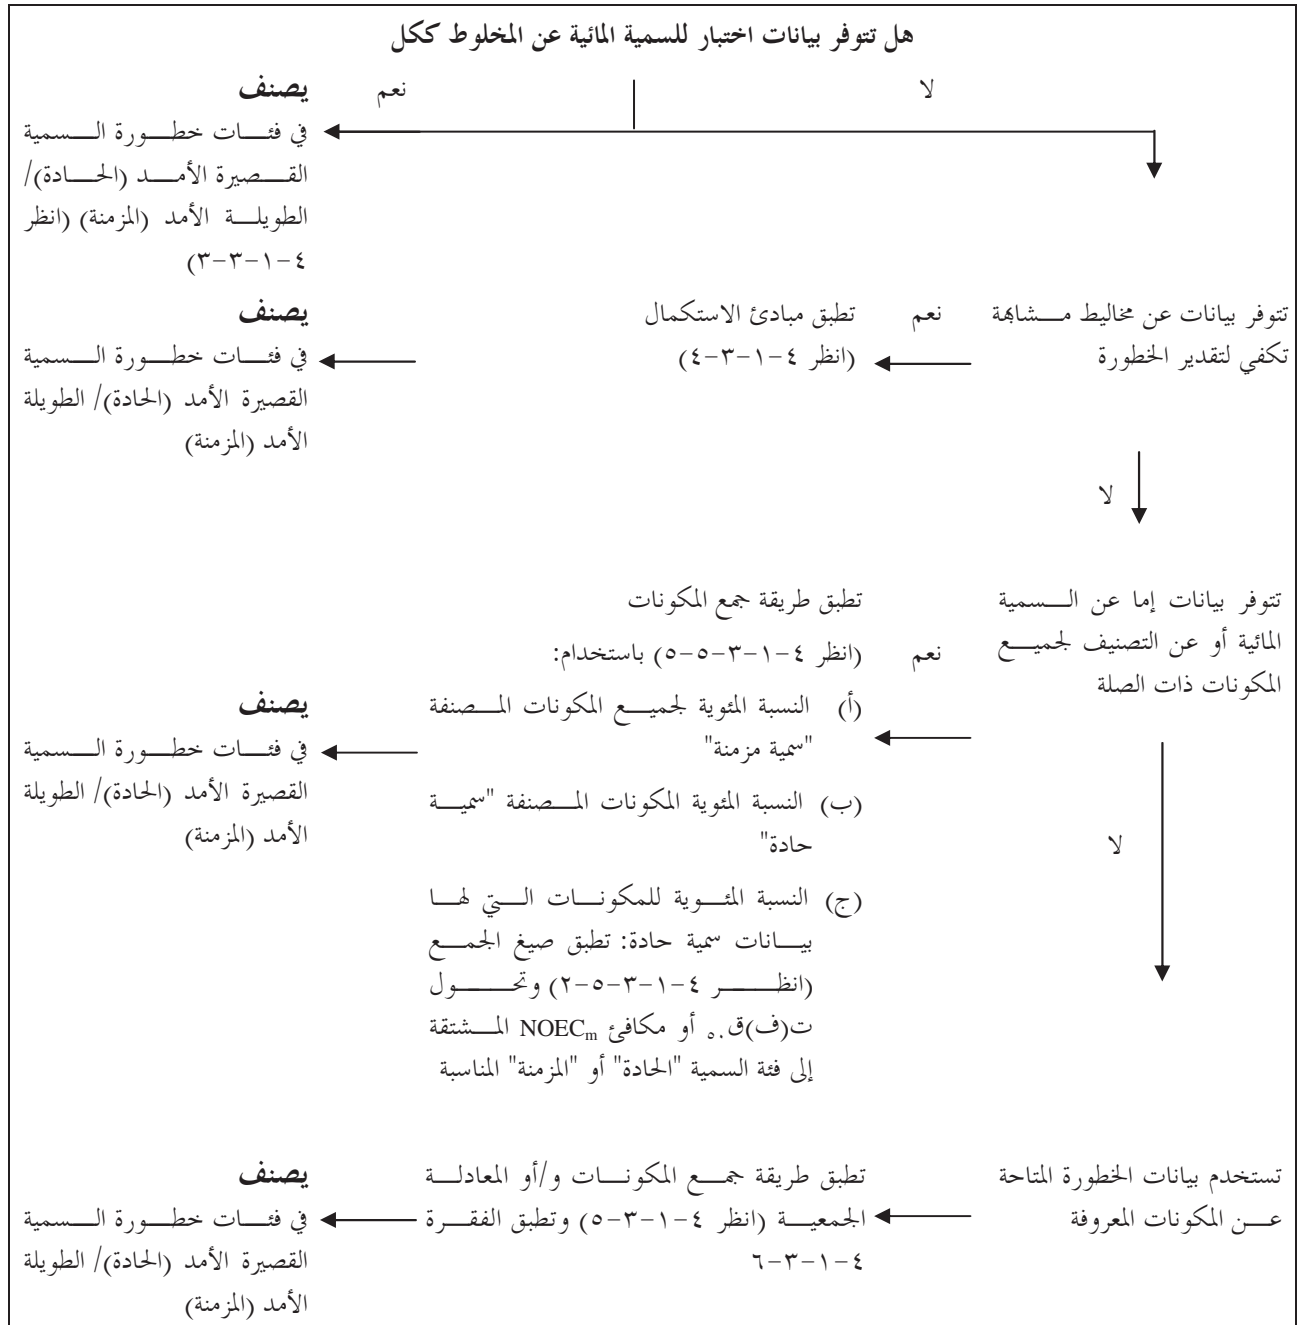 هل تتوفر بيانات اختبار للسمية المائية عن المخلوط ككل
لا
نعم
يصنف
في فئات خطورة السمية
القصيرة الأمد (الحادة)/
الطويلة الأمد (المزمنة) (انظر
٤-١-٣-٣)
تتوفر بيانات عن مخاليط مشابهة
تكفي لتقدير الخطورة
نعم
تطبق مبادئ الاستكمال
(انظر ٤-١-٣-٤)
يصنف
في فئات خطورة السمية
القصيرة الأمد (الحادة)/ الطويلة
الأمد (المزمنة)
لا
تتوفر بيانات إما عن السمية
المائية أو عن التصنيف لجميع
المكونات ذات الصلة
نعم
تطبق طريقة جمع المكونات
(انظر ٤-١-٣-٥-٥) باستخدام:
(أ) النسبة المئوية لجميع المكونات المصنفة
"سمية مزمنة"
(ب) النسبة المئوية المكونات المصنفة "سمية
حادة"
(ج) النسبة المئوية للمكونات التي لها
بيانات سمية حادة: تطبق صيغ الجمع
(انظر ٤-١-٣-٥-٢) وتحول
ت(ف)ق٥٠ أو مكافئ NOECm المشتقة
إلى فئة السمية "الحادة" أو "المزمنة" المناسبة
يصنف
في فئات خطورة السمية
القصيرة الأمد (الحادة)/ الطويلة
الأمد (المزمنة)
لا
تستخدم بيانات الخطورة المتاحة
عن المكونات المعروفة
تطبق طريقة جمع المكونات و/أو المعادلة
الجمعية (انظر ٤-١-٣-٥) وتطبق الفقرة
٤-١-٣-٦
يصنف
في فئات خطورة السمية
القصيرة الأمد (الحادة)/ الطويلة
الأمد (المزمنة)